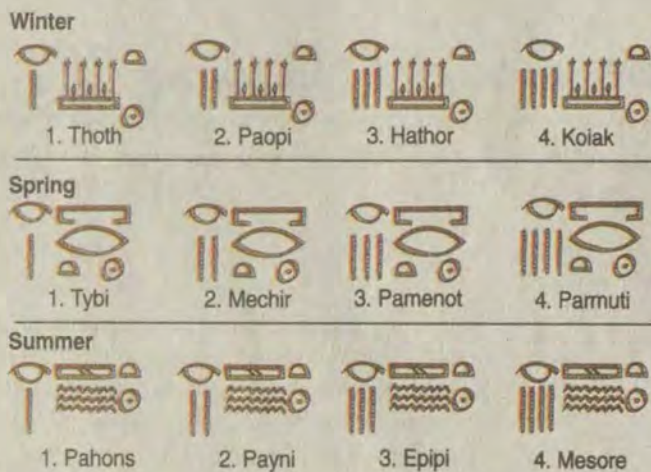 Winter
1. Thoth 2. Paopi 3. Hathor 4. Koiak
Spring
1. Tybi 2. Mechir 3. Pamenot 4. Parmuti
Summer
1. Pahons 2. Payni 3. Epipi 4. Mesore